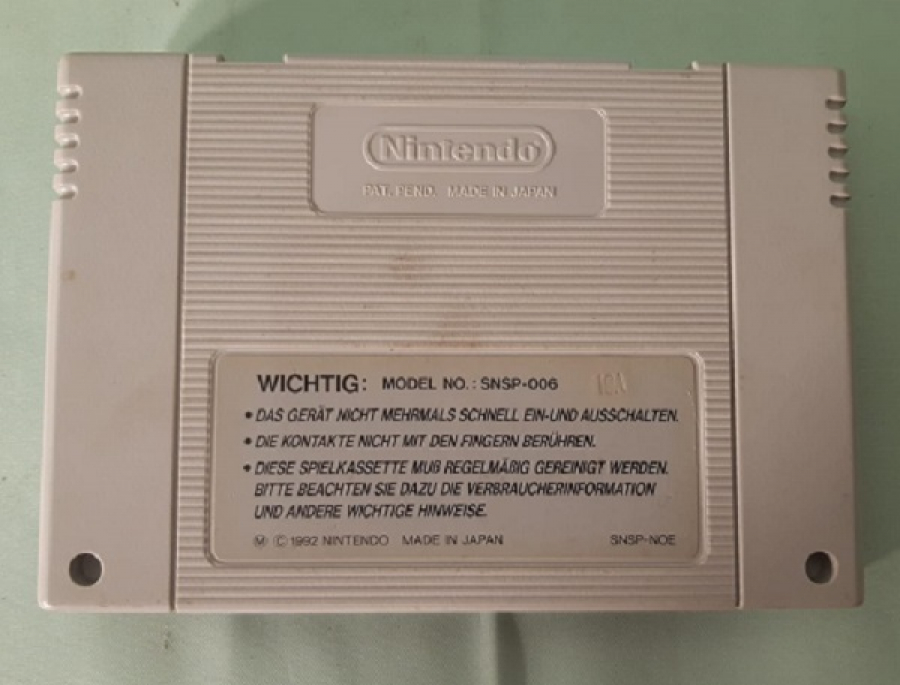 Nintendo
PAT. PEND. MADE IN JAPAN
WICHTIG: MODEL NO.: SNSP-006 10A
• DAS GERÄT NICHT MEHRMALS SCHNELL EIN-UND AUSSCHALTEN.
• DIE KONTAKTE NICHT MIT DEN FINGERN BERÜHREN.
• DIESE SPIELKASSETTE MUß REGELMÄßIG GEREINIGT WERDEN.
BITTE BEACHTEN SIE DAZU DIE VERBRAUCHERINFORMATION
UND ANDERE WICHTIGE HINWEISE.
Ⓜ Ⓒ 1992 NINTENDO MADE IN JAPAN SNSP-NOE